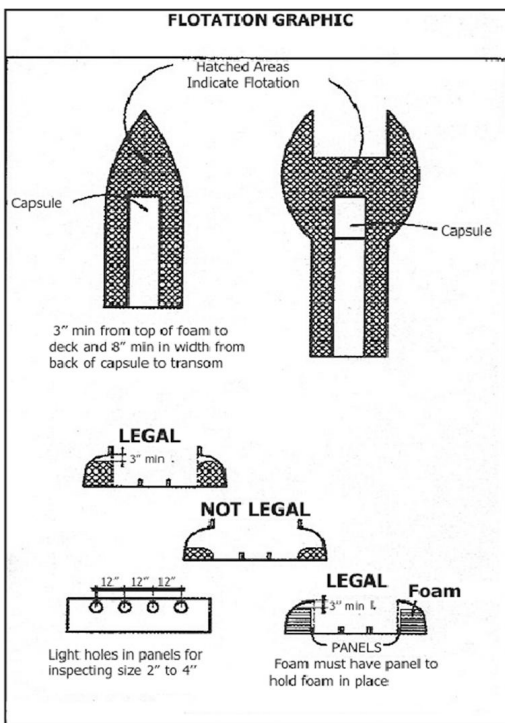 FLOTATION GRAPHIC
Hatched Areas
Indicate Flotation
Capsule
Capsule
3" min from top of foam to
deck and 8" min in width from
back of capsule to transom
LEGAL
3" min .
NOT LEGAL
12" 12" 12"
Light holes in panels for
inspecting size 2" to 4"
LEGAL
Foam
3" min
PANELS
Foam must have panel to
hold foam in place